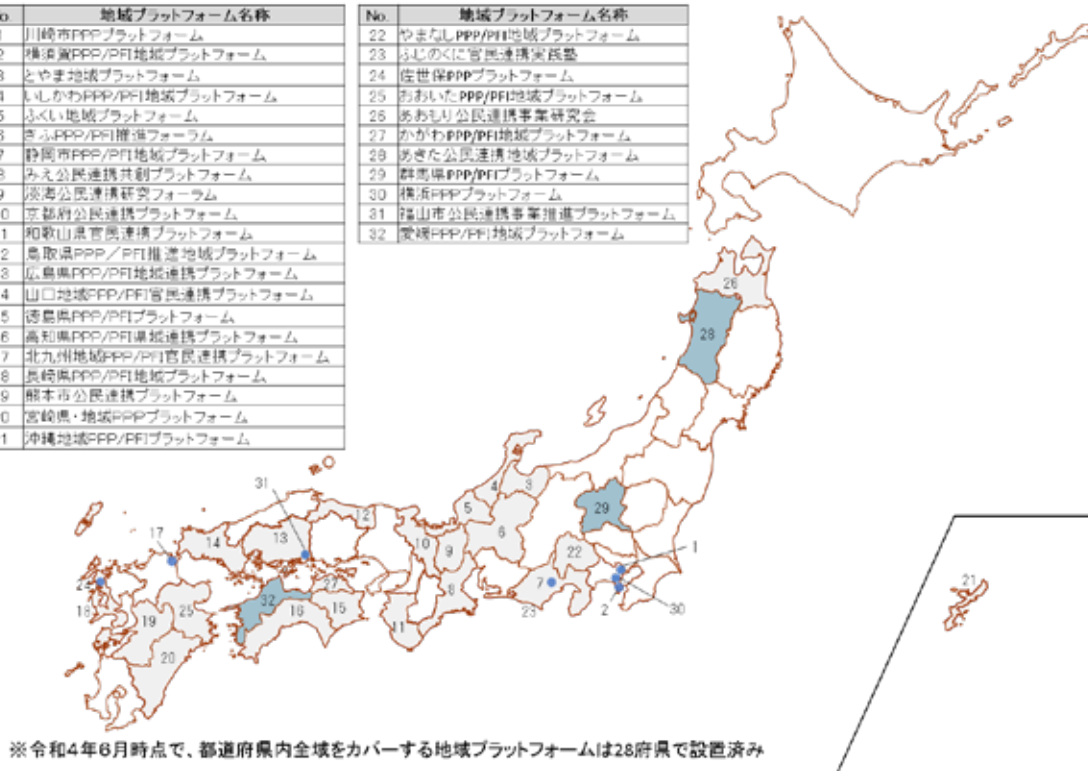 o. 地域プラットフォーム名称
1 川崎市PPPプラットフォーム
2 横須賀PPP/PFI地域プラットフォーム
3 とやま地域プラットフォーム
4 いしかわPPP/PFI地域プラットフォーム
5 ふくい地域プラットフォーム
6 ぎふPPP/PFI推進フォーラム
7 静岡市PPP/PFI地域プラットフォーム
8 みえ公民連携共創プラットフォーム
9 淡海公民連携研究フォーラム
0 京都府公民連携プラットフォーム
1 和歌山県官民連携プラットフォーム
2 鳥取県PPP／PFI推進地域プラットフォーム
3 広島県PPP/PFI地域連携プラットフォーム
4 山口地域PPP/PFI官民連携プラットフォーム
5 徳島県PPP/PFIプラットフォーム
6 高知県PPP/PFI県域連携プラットフォーム
7 北九州地域PPP/PFI官民連携プラットフォーム
8 長崎県PPP/PFI地域プラットフォーム
9 熊本市公民連携プラットフォーム
0 宮崎県・地域PPPプラットフォーム
1 沖縄地域PPP/PFIプラットフォーム
No. 地域プラットフォーム名称
22 やまなしPPP/PFI地域プラットフォーム
23 ふじのくに官民連携実践塾
24 佐世保PPPプラットフォーム
25 おおいたPPP/PFI地域プラットフォーム
26 あおもり公民連携事業研究会
27 かがわPPP/PFI地域プラットフォーム
28 あきた公民連携地域プラットフォーム
29 群馬県PPP/PFIプラットフォーム
30 横浜PPPプラットフォーム
31 福山市公民連携事業推進プラットフォーム
32 愛媛PPP/PFI地域プラットフォーム
26
28
31
4
3
5
29
12
6
17
14
13
10
9
22
1
24
7
27
8
18
32
25
16
15
23
2
30
19
11
20
21
※令和4年6月時点で、都道府県内全域をカバーする地域プラットフォームは28府県で設置済み